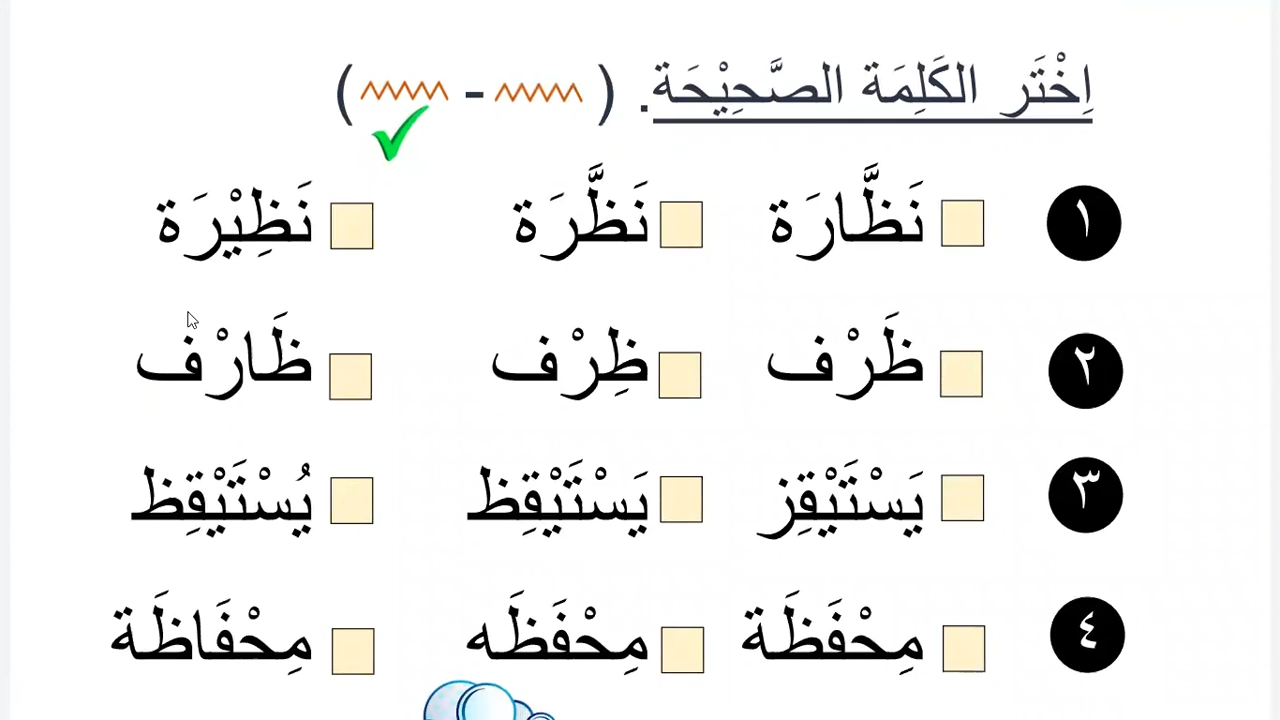 اِخْتَر الكَلِمَة الصَّحِيْحَة. ( - )
١ نَظَّارَة نَظَّرَة نَظِيْرَة
٢ ظَرْف ظِرْف ظَارْف
٣ يَسْتَيْقِز يَسْتَيْقِظ يُسْتَيْقِظ
٤ مِحْفَظَة مِحْفَظَه مِحْفَاظَة